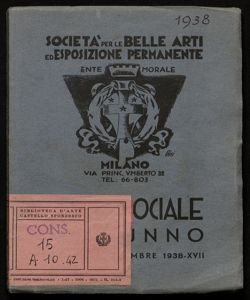 1938
SOCIETÀ PER LE BELLE ARTI
ED ESPOSIZIONE PERMANENTE
ENTE MORALE
MILANO
VIA PRINC. UMBERTO 32
TEL. 66-803
OCIALE
UNNO
MBRE 1938-XVII
BIBLIOTECA D'ARTE
CASTELLO SFORZESCO
CONS.
15
A 10.42